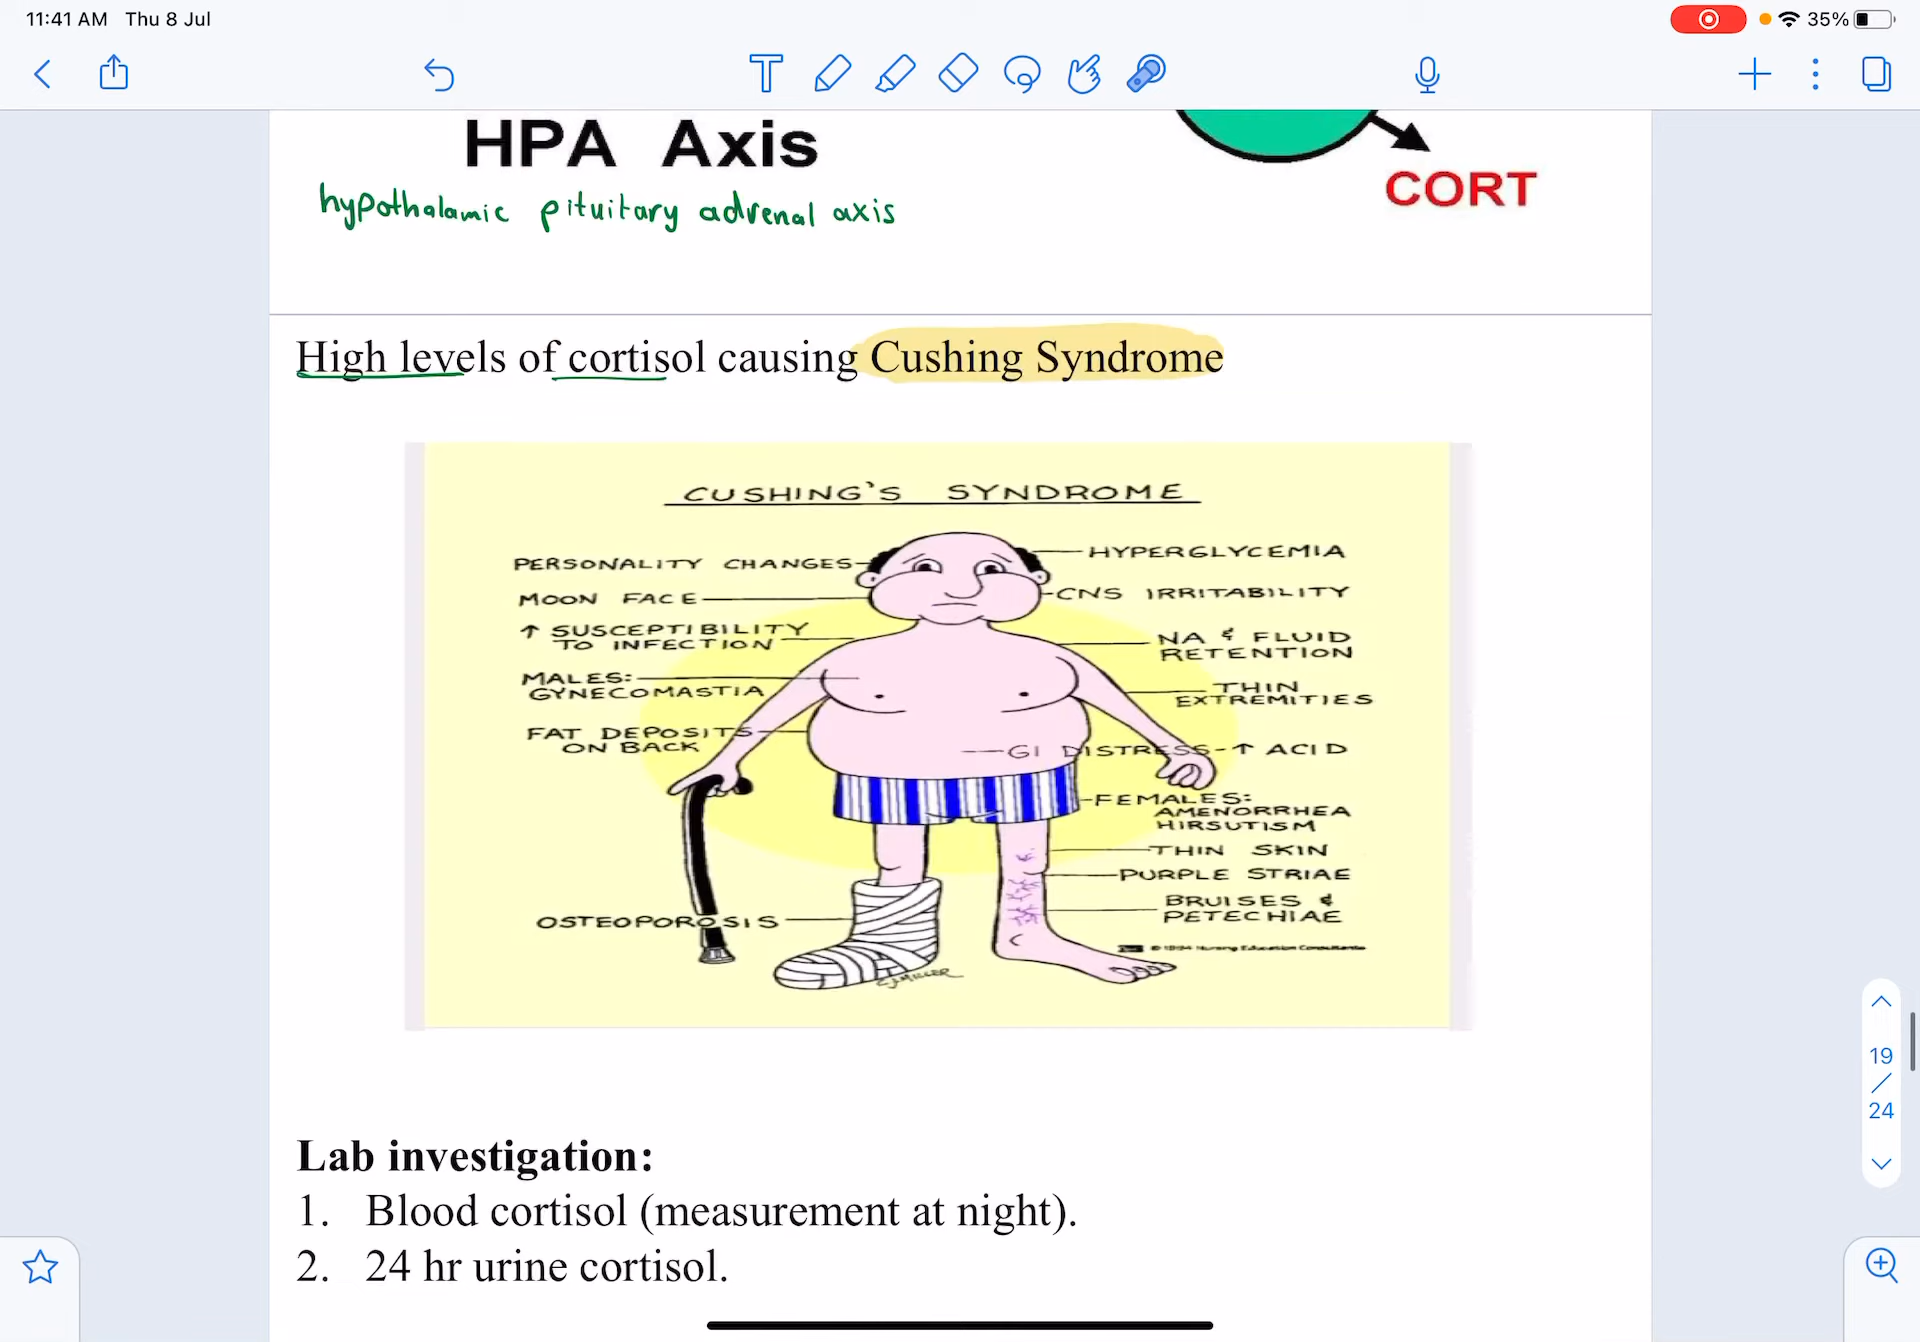 11:41 AM Thu 8 Jul
35%
T
HPA Axis
CORT
hypothalamic pituitary adrenal axis
High levels of cortisol causing Cushing Syndrome
CUSHING'S SYNDROME
PERSONALITY CHANGES
MOON FACE
↑ SUSCEPTIBILITY
TO INFECTION
MALES:
GYNECOMASTIA
FAT DEPOSITS
ON BACK
OSTEOPOROSIS
HYPERGLYCEMIA
CNS IRRITABILITY
NA & FLUID
RETENTION
THIN
EXTREMITIES
GI DISTRESS-↑ ACID
FEMALES:
AMENORRHEA
HIRSUTISM
THIN SKIN
PURPLE STRIAE
BRUISES &
PETECHIAE
Nursing Education Consultants
19
/
24
Lab investigation:
1. Blood cortisol (measurement at night).
2. 24 hr urine cortisol.